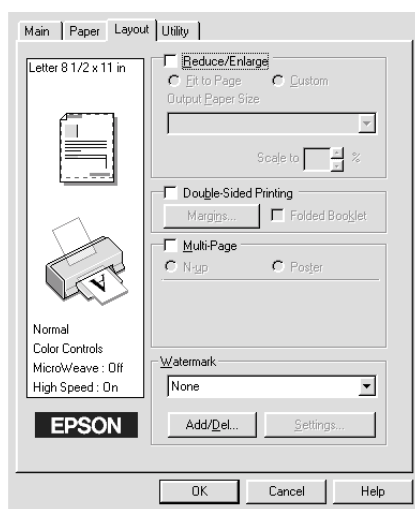 Main Paper Layout Utility
Letter 8 1/2 x 11 in
Reduce/Enlarge
Fit to Page Custom
Output Paper Size
Scale to %
Double-Sided Printing
Margins... Folded Booklet
Multi-Page
N-up Poster
A
Normal
Color Controls
MicroWeave : Off
High Speed : On
EPSON
Watermark
None
Add/Del... Settings...
OK Cancel Help